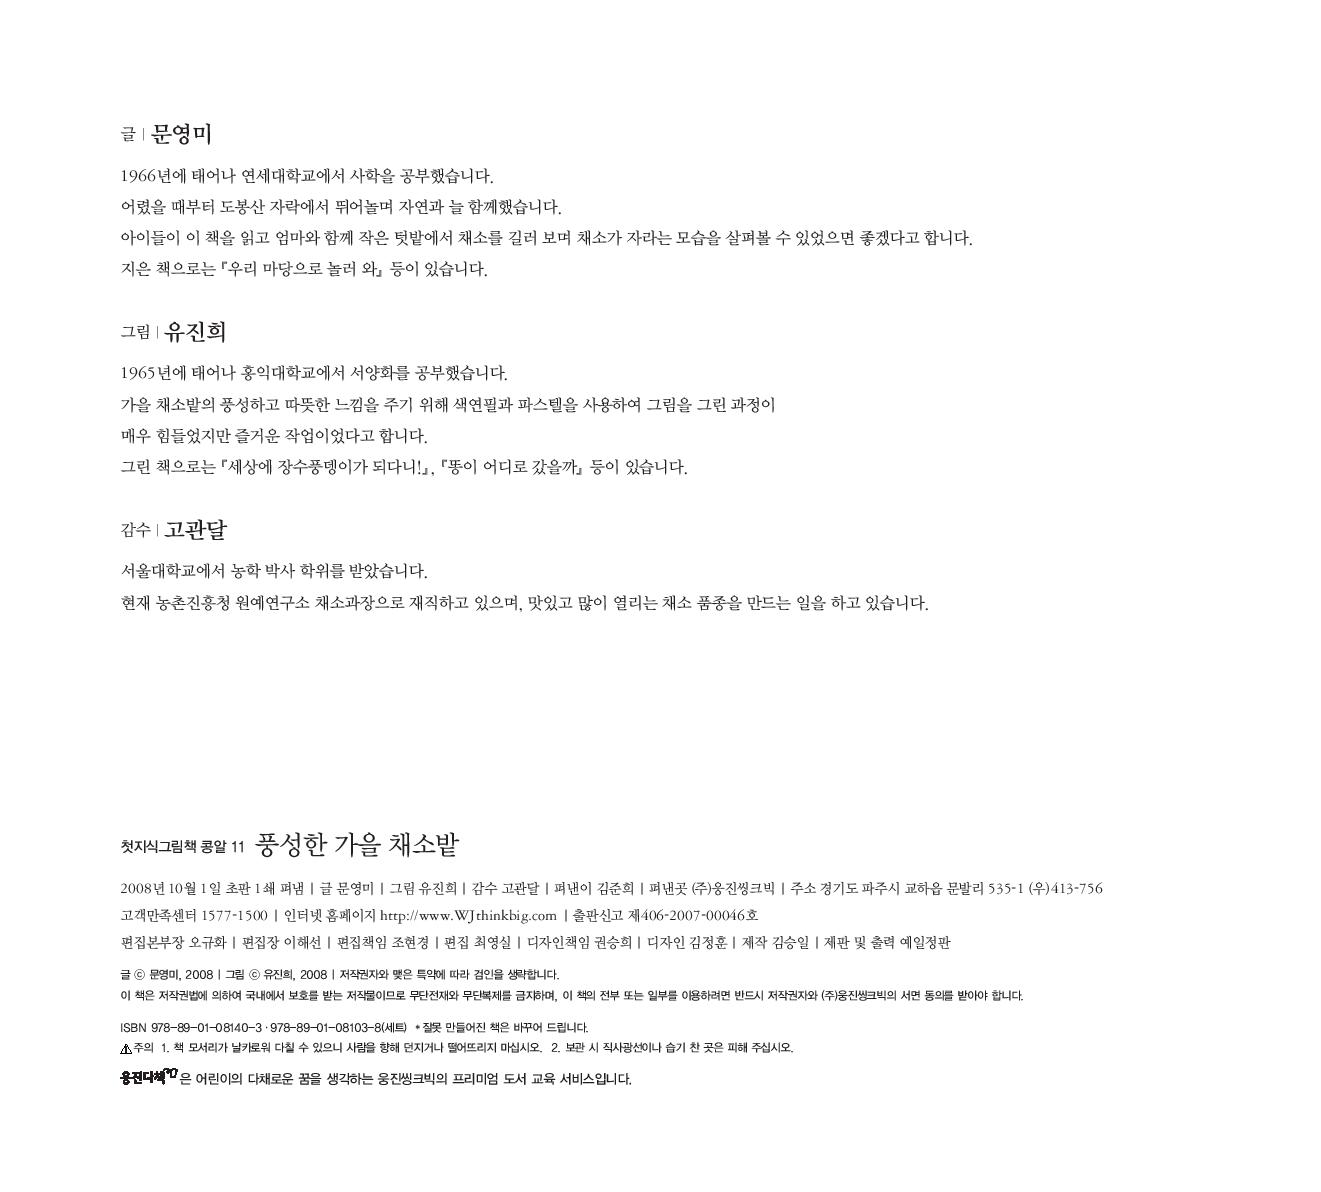 글 | 문영미
1966년에 태어나 연세대학교에서 사학을 공부했습니다.
어렸을 때부터 도봉산 자락에서 뛰어놀며 자연과 늘 함께했습니다.
아이들이 이 책을 읽고 엄마와 함께 작은 텃밭에서 채소를 길러 보며 채소가 자라는 모습을 살펴볼 수 있었으면 좋겠다고 합니다.
지은 책으로는 『우리 마당으로 놀러 와』 등이 있습니다.
그림 | 유진희
1965년에 태어나 홍익대학교에서 서양화를 공부했습니다.
가을 채소밭의 풍성하고 따뜻한 느낌을 주기 위해 색연필과 파스텔을 사용하여 그림을 그린 과정이
매우 힘들었지만 즐거운 작업이었다고 합니다.
그린 책으로는 『세상에 장수풍뎅이가 되다니!』, 『똥이 어디로 갔을까』 등이 있습니다.
감수 | 고관달
서울대학교에서 농학 박사 학위를 받았습니다.
현재 농촌진흥청 원예연구소 채소과장으로 재직하고 있으며, 맛있고 많이 열리는 채소 품종을 만드는 일을 하고 있습니다.
첫지식그림책 콩알 11 풍성한 가을 채소밭
2008년 10월 1일 초판 1쇄 펴냄 | 글 문영미 | 그림 유진희 | 감수 고관달 | 펴낸이 김준희 | 펴낸곳 (주)웅진씽크빅 | 주소 경기도 파주시 교하읍 문발리 535-1 (우)413-756
고객만족센터 1577-1500 | 인터넷 홈페이지 http://www.WJthinkbig.com | 출판신고 제406-2007-00046호
편집본부장 오규화 | 편집장 이해선 | 편집책임 조현경 | 편집 최영실 | 디자인책임 권승희 | 디자인 김정훈 | 제작 김승일 | 제판 및 출력 예일정판
글 ⓒ 문영미, 2008 | 그림 ⓒ 유진희, 2008 | 저작권자와 맺은 특약에 따라 검인을 생략합니다.
이 책은 저작권법에 의하여 국내에서 보호를 받는 저작물이므로 무단전재와 무단복제를 금지하며, 이 책의 전부 또는 일부를 이용하려면 반드시 저작권자와 (주)웅진씽크빅의 서면 동의를 받아야 합니다.
ISBN 978-89-01-08140-3 · 978-89-01-08103-8(세트) *잘못 만들어진 책은 바꾸어 드립니다.
⚠주의 1. 책 모서리가 날카로워 다칠 수 있으니 사람을 향해 던지거나 떨어뜨리지 마십시오. 2. 보관 시 직사광선이나 습기 찬 곳은 피해 주십시오.
웅진다책은 어린이의 다채로운 꿈을 생각하는 웅진씽크빅의 프리미엄 도서 교육 서비스입니다.